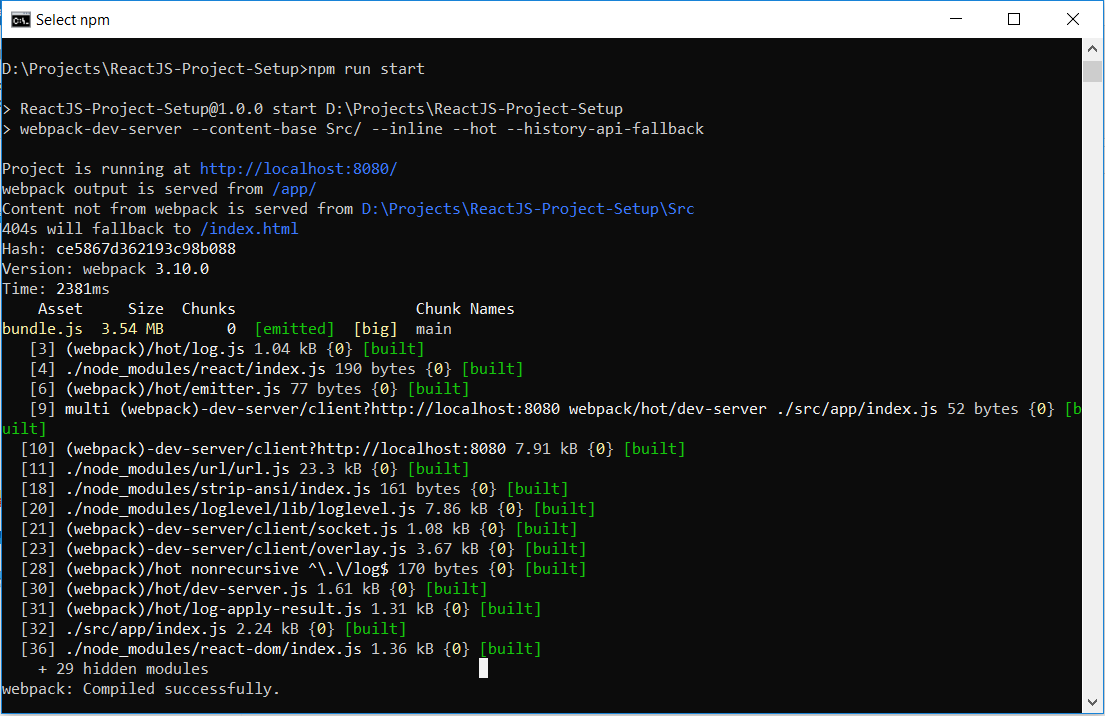 Select npm
D:\Projects\ReactJS-Project-Setup>npm run start
> ReactJS-Project-Setup@1.0.0 start D:\Projects\ReactJS-Project-Setup
> webpack-dev-server --content-base Src/ --inline --hot --history-api-fallback
Project is running at http://localhost:8080/
webpack output is served from /app/
Content not from webpack is served from D:\Projects\ReactJS-Project-Setup\Src
404s will fallback to /index.html
Hash: ce5867d362193c98b088
Version: webpack 3.10.0
Time: 2381ms
    Asset     Size  Chunks                    Chunk Names
bundle.js  3.54 MB       0  [emitted]  [big]  main
   [3] (webpack)/hot/log.js 1.04 kB {0} [built]
   [4] ./node_modules/react/index.js 190 bytes {0} [built]
   [6] (webpack)/hot/emitter.js 77 bytes {0} [built]
   [9] multi (webpack)-dev-server/client?http://localhost:8080 webpack/hot/dev-server ./src/app/index.js 52 bytes {0} [b
uilt]
  [10] (webpack)-dev-server/client?http://localhost:8080 7.91 kB {0} [built]
  [11] ./node_modules/url/url.js 23.3 kB {0} [built]
  [18] ./node_modules/strip-ansi/index.js 161 bytes {0} [built]
  [20] ./node_modules/loglevel/lib/loglevel.js 7.86 kB {0} [built]
  [21] (webpack)-dev-server/client/socket.js 1.08 kB {0} [built]
  [23] (webpack)-dev-server/client/overlay.js 3.67 kB {0} [built]
  [28] (webpack)/hot nonrecursive ^\.\/log$ 170 bytes {0} [built]
  [30] (webpack)/hot/dev-server.js 1.61 kB {0} [built]
  [31] (webpack)/hot/log-apply-result.js 1.31 kB {0} [built]
  [32] ./src/app/index.js 2.24 kB {0} [built]
  [36] ./node_modules/react-dom/index.js 1.36 kB {0} [built]
    + 29 hidden modules
webpack: Compiled successfully.